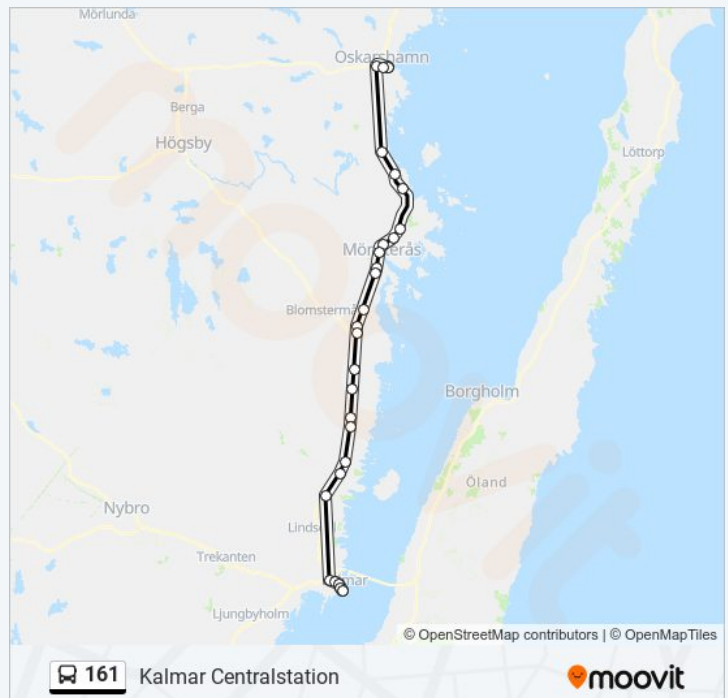 Mörlunda
Oskarshamn
Berga
Högsby
Löttorp
Mönsterås
Blomstermåla
Borgholm
Öland
Nybro
Lindsdal
Trekanten
Kalmar
Ljungbyholm
© OpenStreetMap contributors | © OpenMapTiles
161 Kalmar Centralstation
moovit